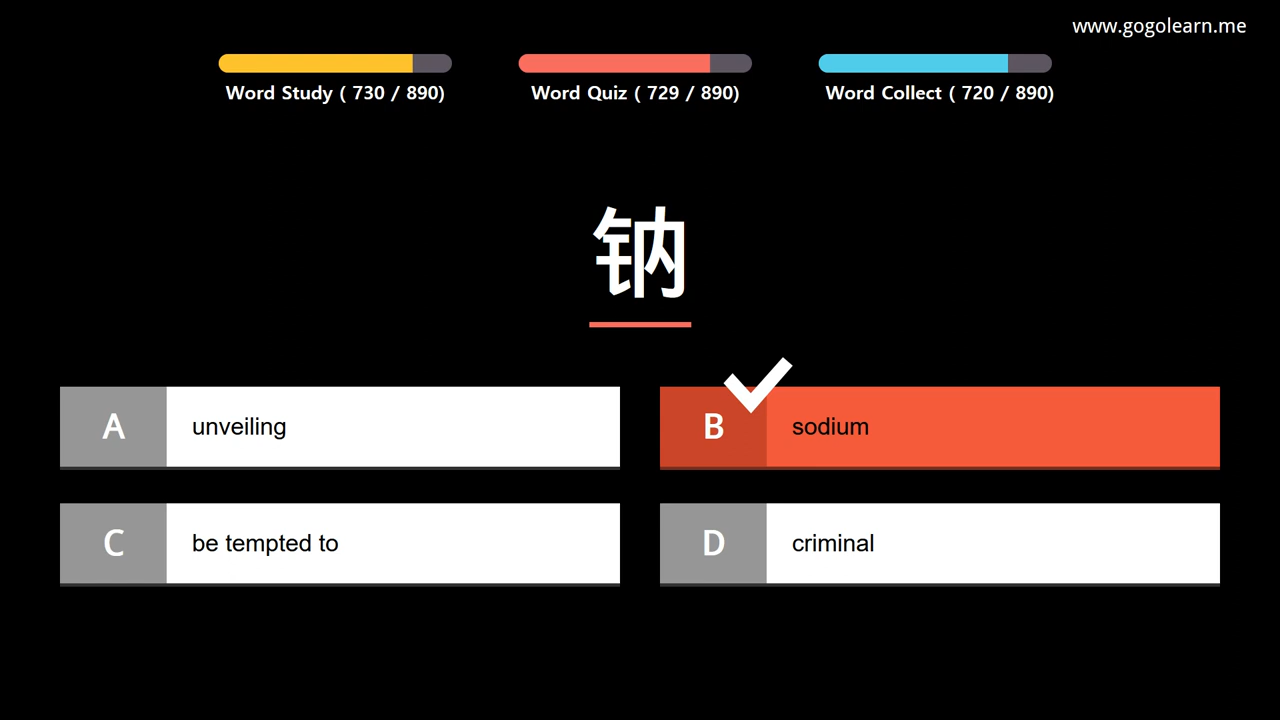 www.gogolearn.me
Word Study ( 730 / 890)
Word Quiz ( 729 / 890)
Word Collect ( 720 / 890)
钠
A unveiling
B sodium
C be tempted to
D criminal